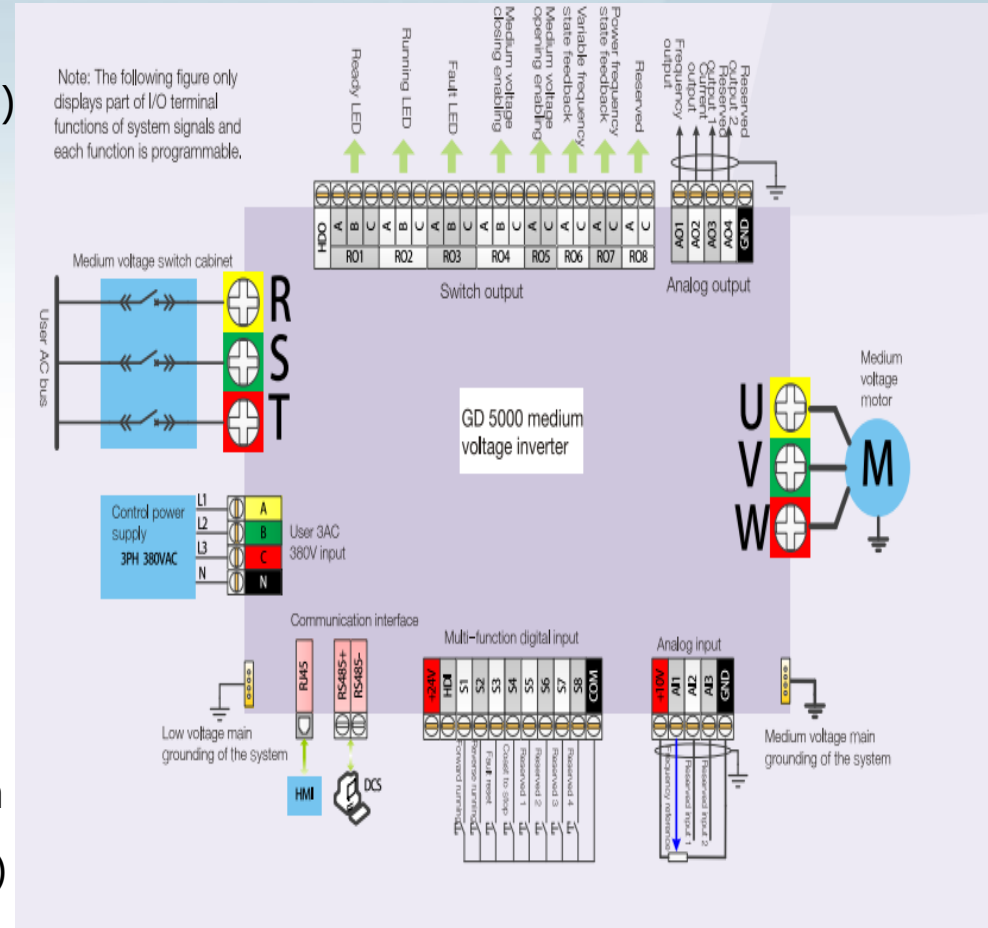 )
Note: The following figure only
displays part of I/O terminal
functions of system signals and
each function is programmable.
Ready LED
Running LED
Fault LED
Medium voltage
closing enabling
Medium voltage
opening enabling
Variable frequency
state feedback
Power frequency
state feedback
Reserved
Frequency
output
Current
output
Reserved
output 1
Reserved
output 2
HDO
A B C A B C A B C A B C A C A C A C A C
RO1 RO2 RO3 RO4 RO5 RO6 RO7 RO8
Switch output
AO1 AO2 AO3 AO4 GND
Analog output
Medium voltage switch cabinet
User AC bus
R
S
T
GD 5000 medium
voltage inverter
Medium
voltage
motor
U
V
W
M
Control power
supply
3PH 380VAC
L1
L2
L3
N
A
B
C
N
User 3AC
380V input
Communication interface
RJ45
RS485+
RS485-
HMI
DCS
Low voltage main
grounding of the system
Multi-function digital input
+24V HDI S1 S2 S3 S4 S5 S6 S7 S8 COM
Forward running
Reverse running
Fault reset
Coast to stop
Reserved 1
Reserved 2
Reserved 3
Reserved 4
Analog input
+10V AI1 AI2 AI3 GND
Frequency reference
Reserved input 1
Reserved input 2
Medium voltage main
grounding of the system
)